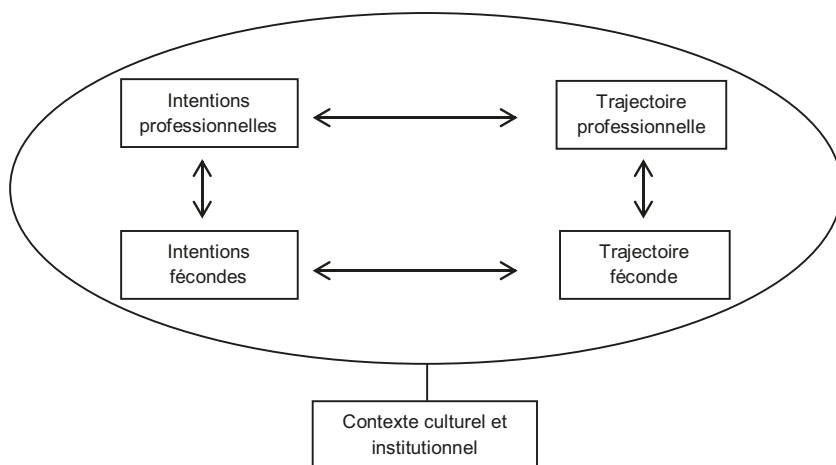 Intentions
professionnelles
Trajectoire
professionnelle
Intentions
fécondes
Trajectoire
féconde
Contexte culturel et
institutionnel